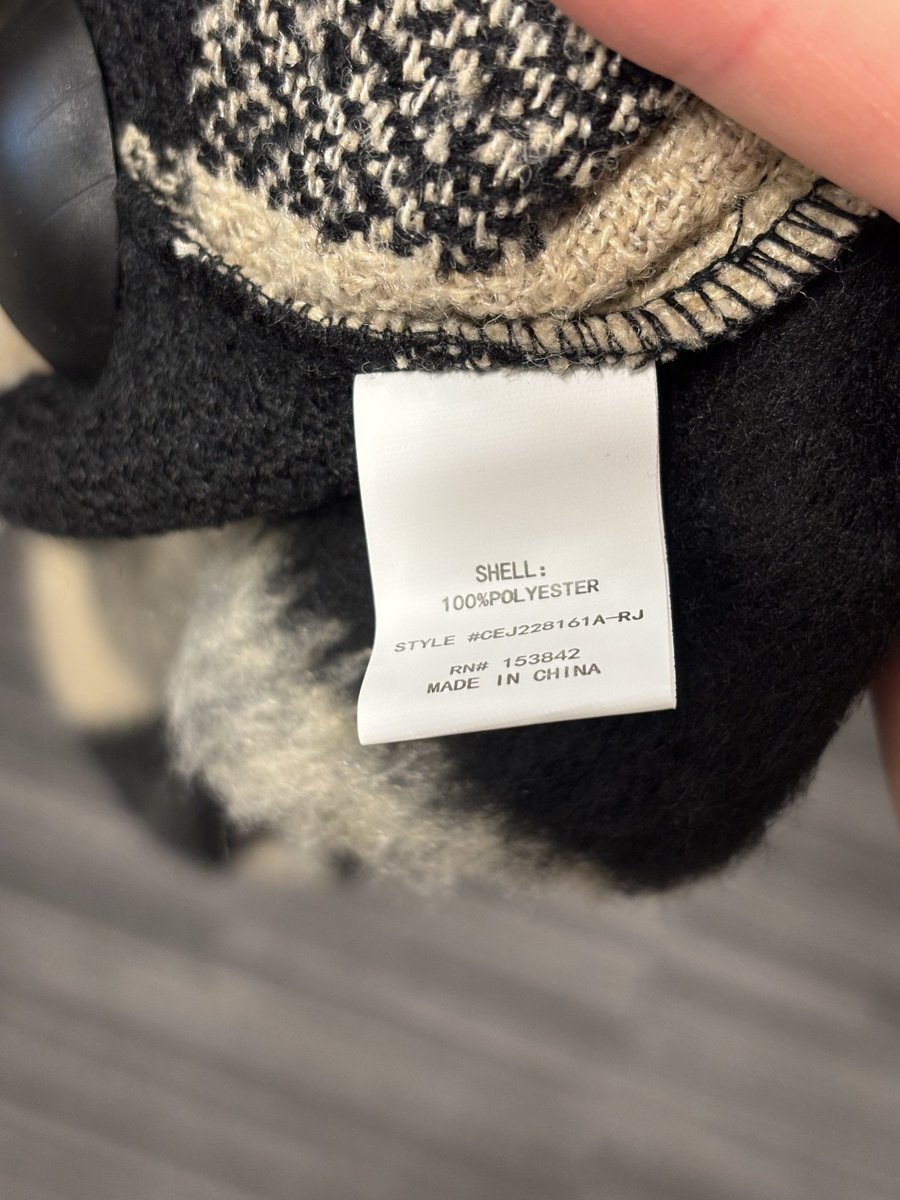 SHELL:
100%POLYESTER
STYLE #CEJ228161A-RJ
RN# 153842
MADE IN CHINA